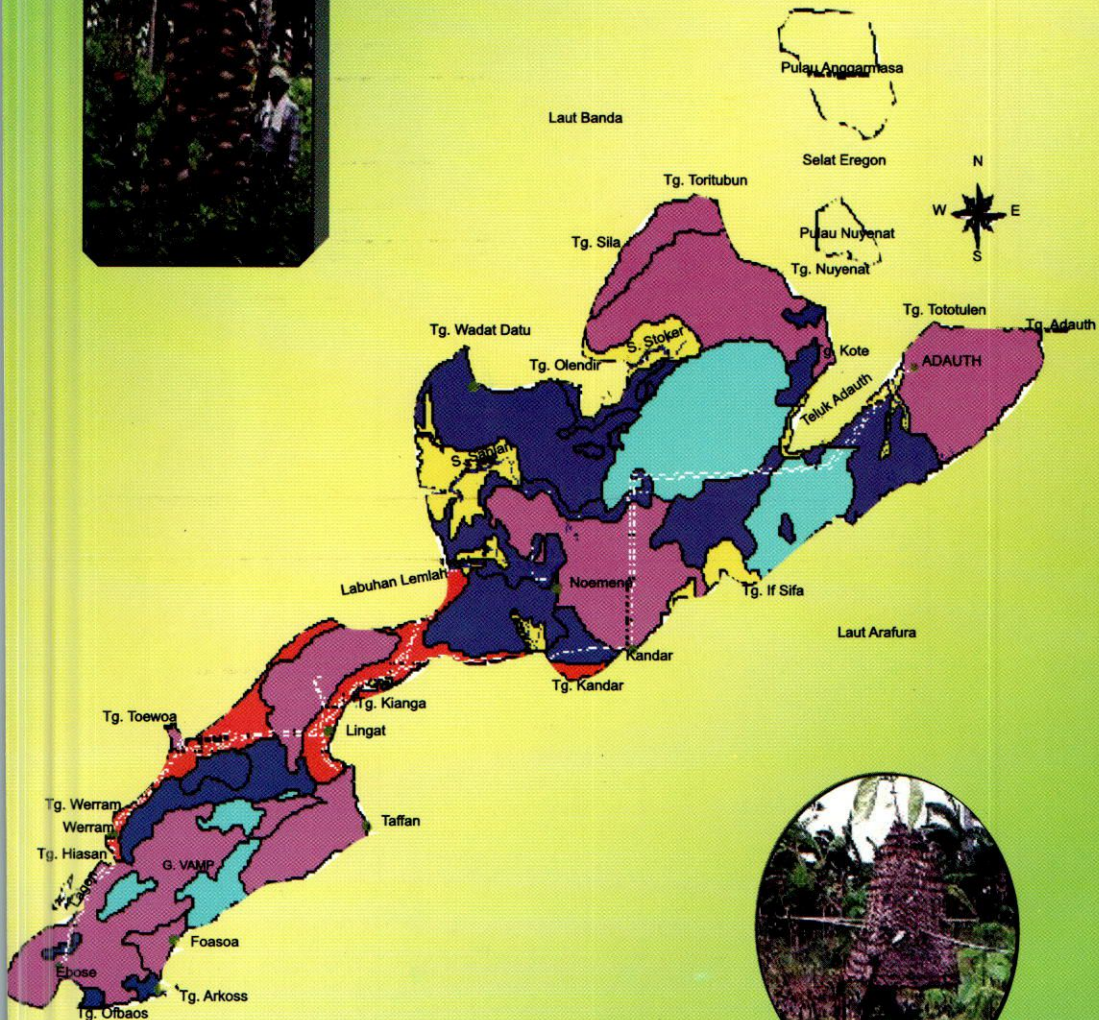 Pulau Anggarmasa
Laut Banda
Selat Eregon
N
Tg. Toritubun
W
E
Pulau Nuyenat
Tg. Sila
S
Tg. Nuyenat
Tg. Tototulen
Tg. Adauth
Tg. Wadat Datu
S. Stoker
g. Kote
Tg. Olendir
ADAUTH
Teluk Adauth
Labuhan Lemlah
Noemene
Tg. If Sifa
Laut Arafura
Kandar
Tg. Kandar
Tg. Kianga
Tg. Toewoa
Lingat
Tg. Werram
Werram
Taffan
Tg. Hiasan
G. VAMP
Foasoa
Ebose
Tg. Arkoss
Tg. Ofbaos